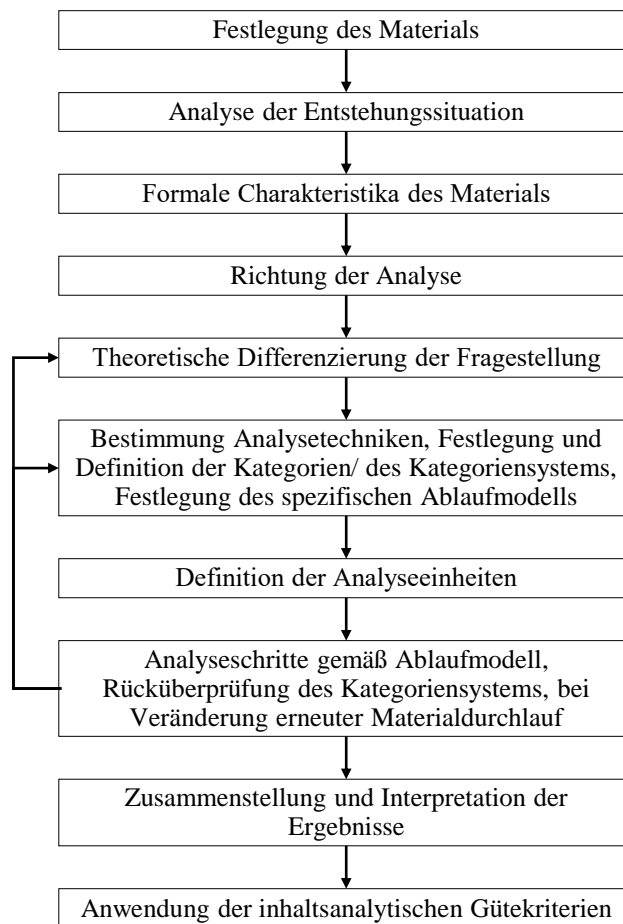 Festlegung des Materials
Analyse der Entstehungssituation
Formale Charakteristika des Materials
Richtung der Analyse
Theoretische Differenzierung der Fragestellung
Bestimmung Analysetechniken, Festlegung und
Definition der Kategorien/ des Kategoriensystems,
Festlegung des spezifischen Ablaufmodells
Definition der Analyseeinheiten
Analyseschritte gemäß Ablaufmodell,
Rücküberprüfung des Kategoriensystems, bei
Veränderung erneuter Materialdurchlauf
Zusammenstellung und Interpretation der
Ergebnisse
Anwendung der inhaltsanalytischen Gütekriterien